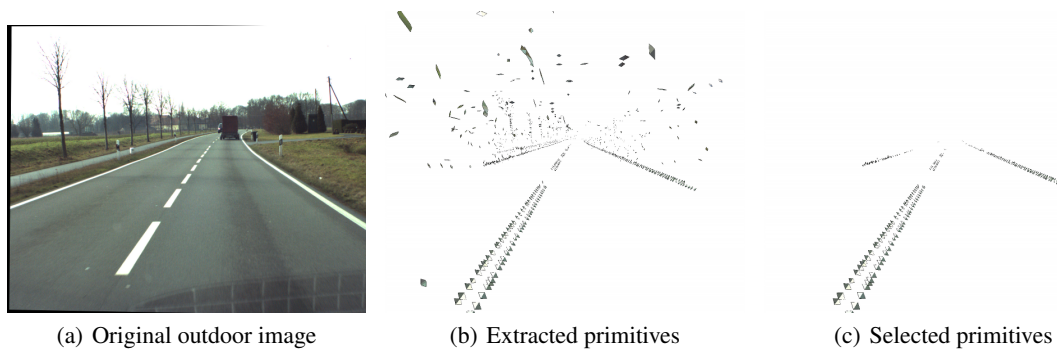 (a) Original outdoor image
(b) Extracted primitives
(c) Selected primitives